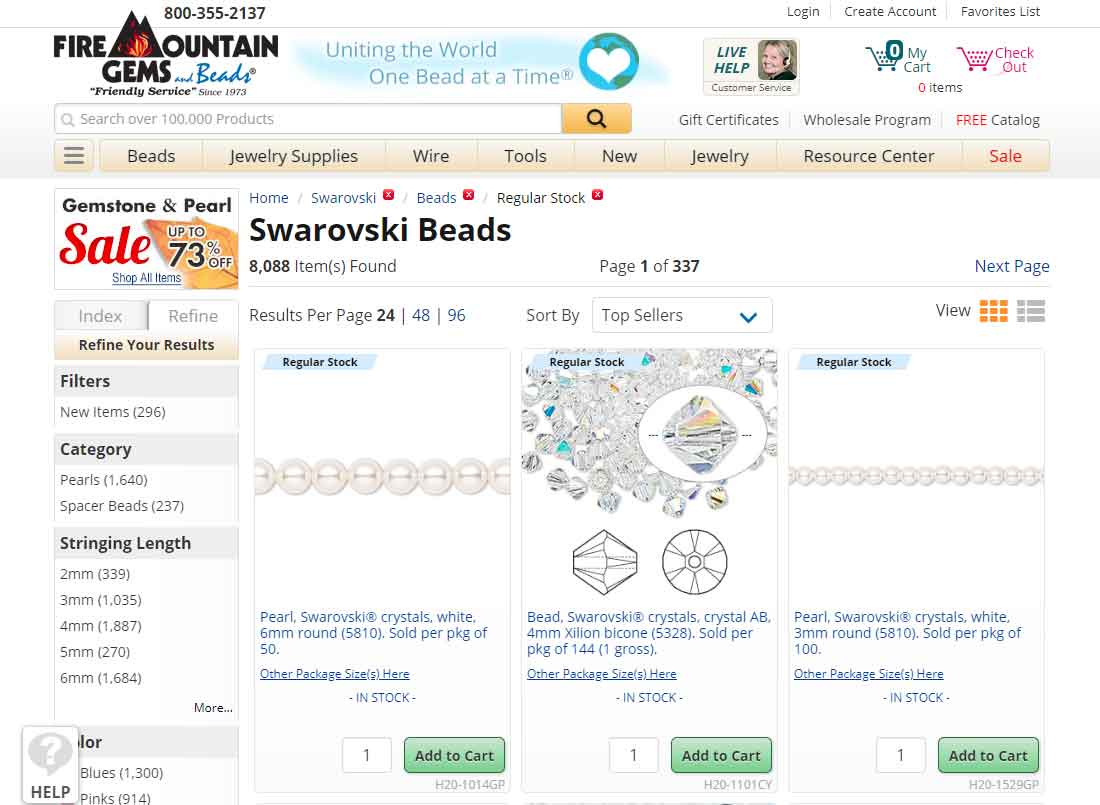 800-355-2137
Login
Create Account
Favorites List
FIRE MOUNTAIN
GEMS and Beads®
"Friendly Service" Since 1973
Uniting the World
One Bead at a Time®
LIVE
HELP
Customer Service
0
My
Cart
0 items
Check
Out
Search over 100,000 Products
Gift Certificates
Wholesale Program
FREE Catalog
Beads
Jewelry Supplies
Wire
Tools
New
Jewelry
Resource Center
Sale
Gemstone & Pearl
Sale
UP TO
73% OFF
Shop All Items
Home / Swarovski x / Beads x / Regular Stock x
Swarovski Beads
8,088 Item(s) Found
Page 1 of 337
Next Page
Index
Refine
Refine Your Results
Results Per Page 24 | 48 | 96
Sort By
Top Sellers
View
Filters
New Items (296)
Category
Pearls (1,640)
Spacer Beads (237)
Stringing Length
2mm (339)
3mm (1,035)
4mm (1,887)
5mm (270)
6mm (1,684)
More...
lor
Blues (1,300)
Pinks (914)
?
HELP
Regular Stock
Pearl, Swarovski® crystals, white,
6mm round (5810). Sold per pkg of
50.
Other Package Size(s) Here
- IN STOCK -
1
Add to Cart
H20-1014GP
Regular Stock
Bead, Swarovski® crystals, crystal AB,
4mm Xilion bicone (5328). Sold per
pkg of 144 (1 gross).
Other Package Size(s) Here
- IN STOCK -
1
Add to Cart
H20-1101CY
Regular Stock
Pearl, Swarovski® crystals, white,
3mm round (5810). Sold per pkg of
100.
Other Package Size(s) Here
- IN STOCK -
1
Add to Cart
H20-1529GP